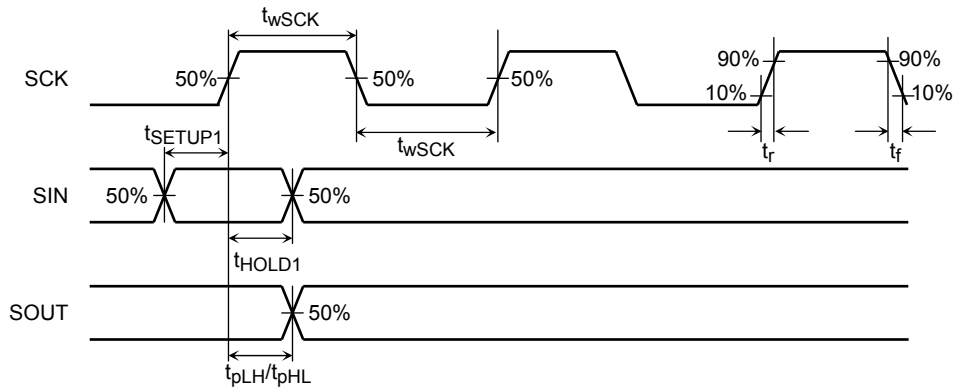 twSCK
SCK
50%
50%
50%
90%
10%
90%
10%
tSETUP1
twSCK
tr
tf
SIN
50%
50%
tHOLD1
SOUT
50%
tpLH/tpHL